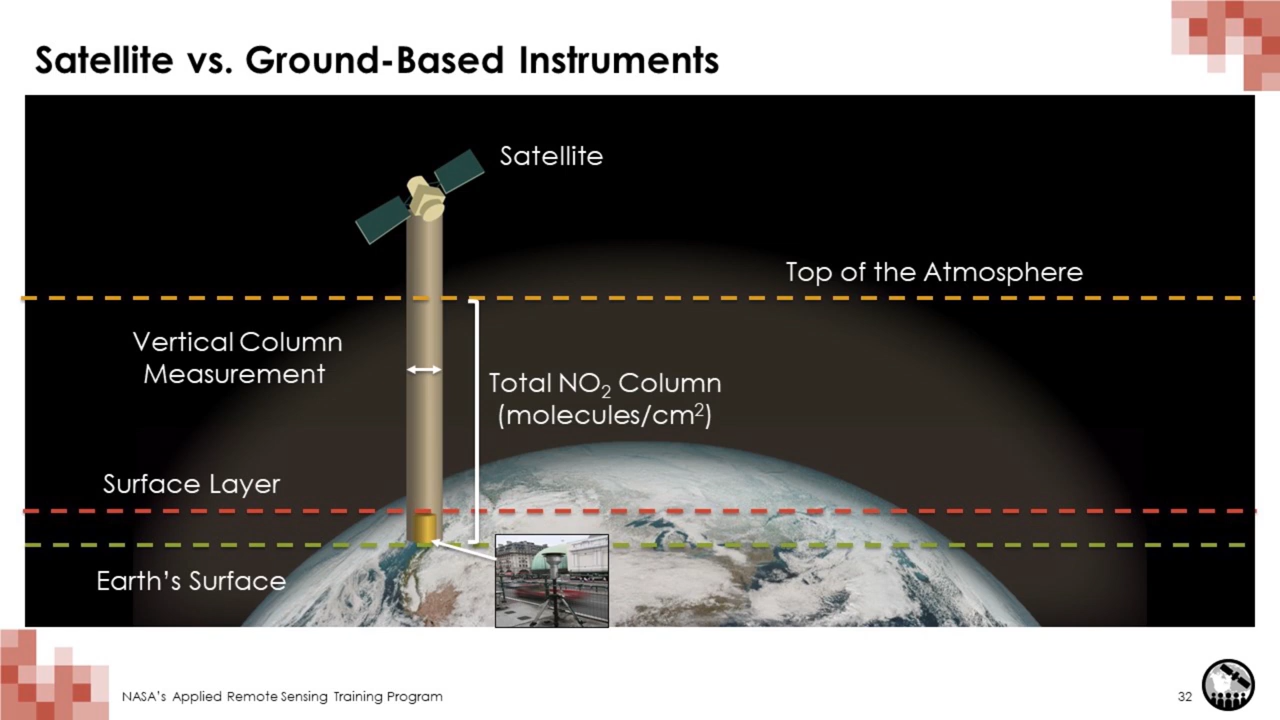 Satellite vs. Ground-Based Instruments
Satellite
Top of the Atmosphere
Vertical Column
Measurement
Total NO₂ Column
(molecules/cm²)
Surface Layer
Earth's Surface
NASA's Applied Remote Sensing Training Program
32